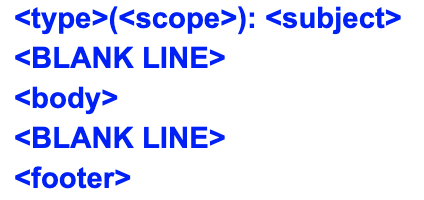 <type>(<scope>): <subject>
<BLANK LINE>
<body>
<BLANK LINE>
<footer>